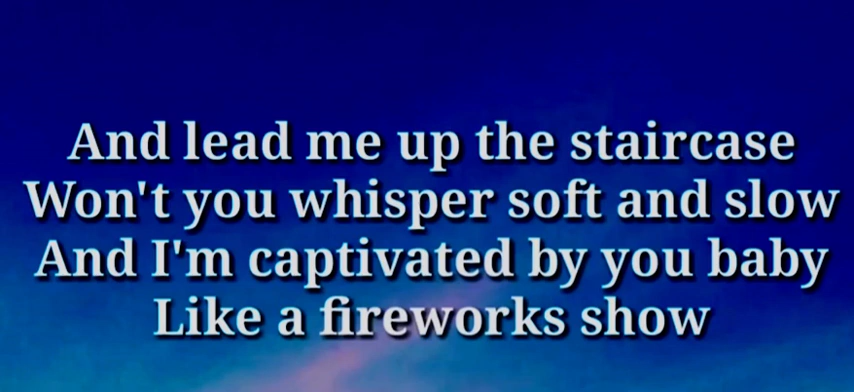 And lead me up the staircase
Won't you whisper soft and slow
And I'm captivated by you baby
Like a fireworks show